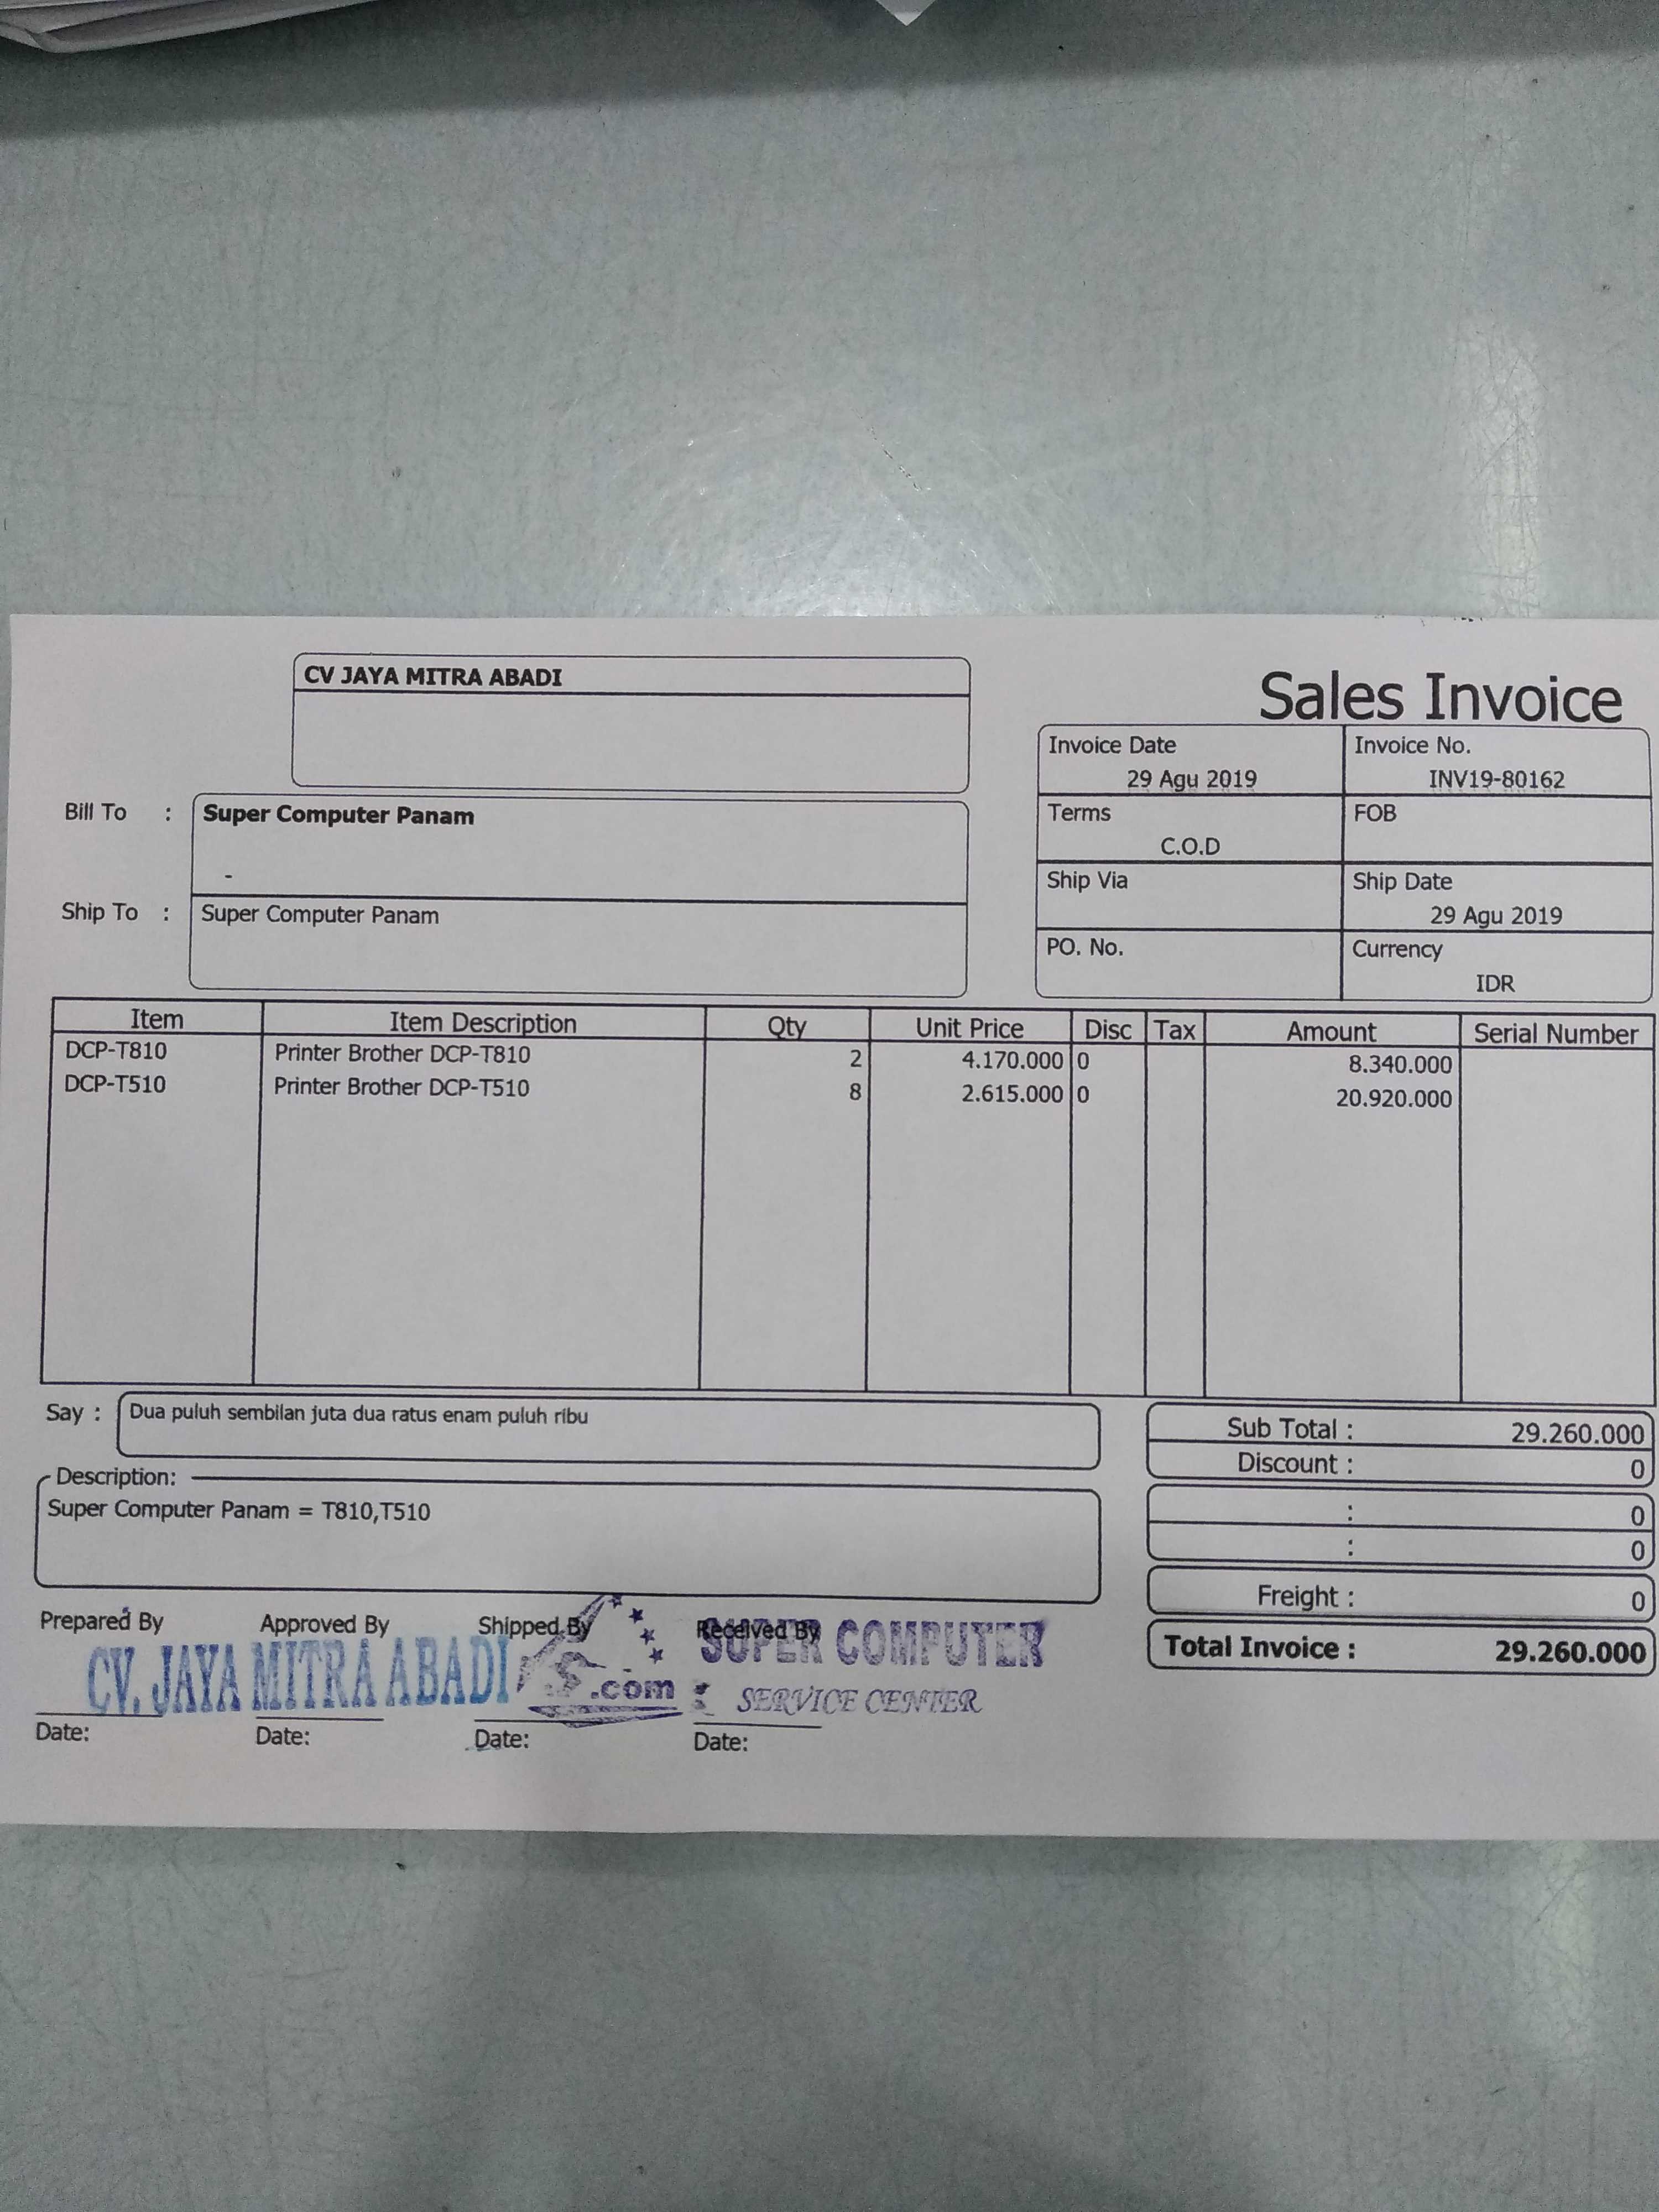 CV JAYA MITRA ABADI
Sales Invoice
Invoice Date
Invoice No.
29 Agu 2019
INV19-80162
Bill To :
Super Computer Panam
-
Terms
FOB
C.O.D
Ship Via
Ship Date
29 Agu 2019
Ship To :
Super Computer Panam
PO. No.
Currency
IDR
Item Item Description Qty Unit Price Disc Tax Amount Serial Number
DCP-T810 Printer Brother DCP-T810 2 4.170.000 0 8.340.000
DCP-T510 Printer Brother DCP-T510 8 2.615.000 0 20.920.000
Say : Dua puluh sembilan juta dua ratus enam puluh ribu
Sub Total : 29.260.000
Discount : 0
: 0
: 0
Freight : 0
Total Invoice : 29.260.000
Description:
Super Computer Panam = T810,T510
Prepared By Approved By Shipped By Received By
CV. JAYA MITRA ABADI
SUPER COMPUTER
.com
SERVICE CENTER
Date: Date: Date: Date: